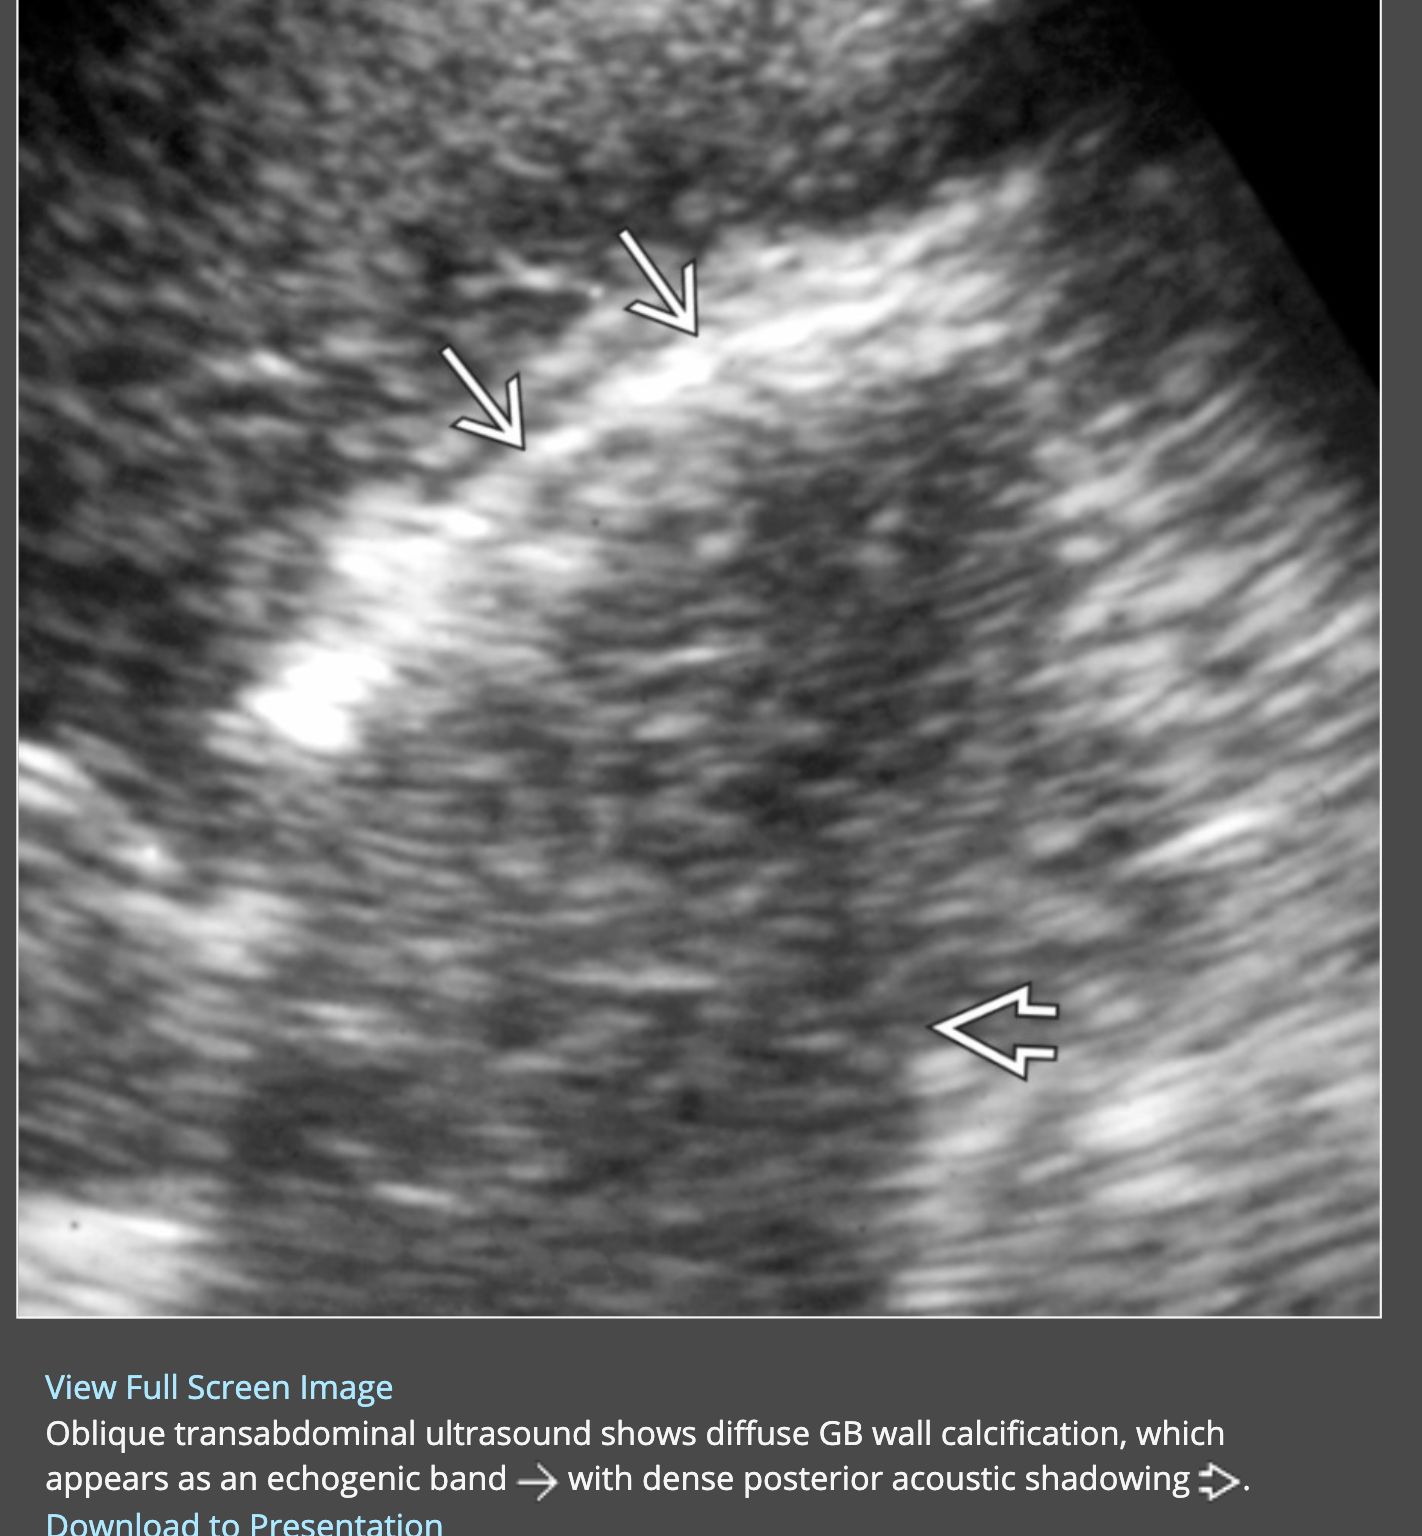 View Full Screen Image
Oblique transabdominal ultrasound shows diffuse GB wall calcification, which
appears as an echogenic band with dense posterior acoustic shadowing .
Download to Presentation